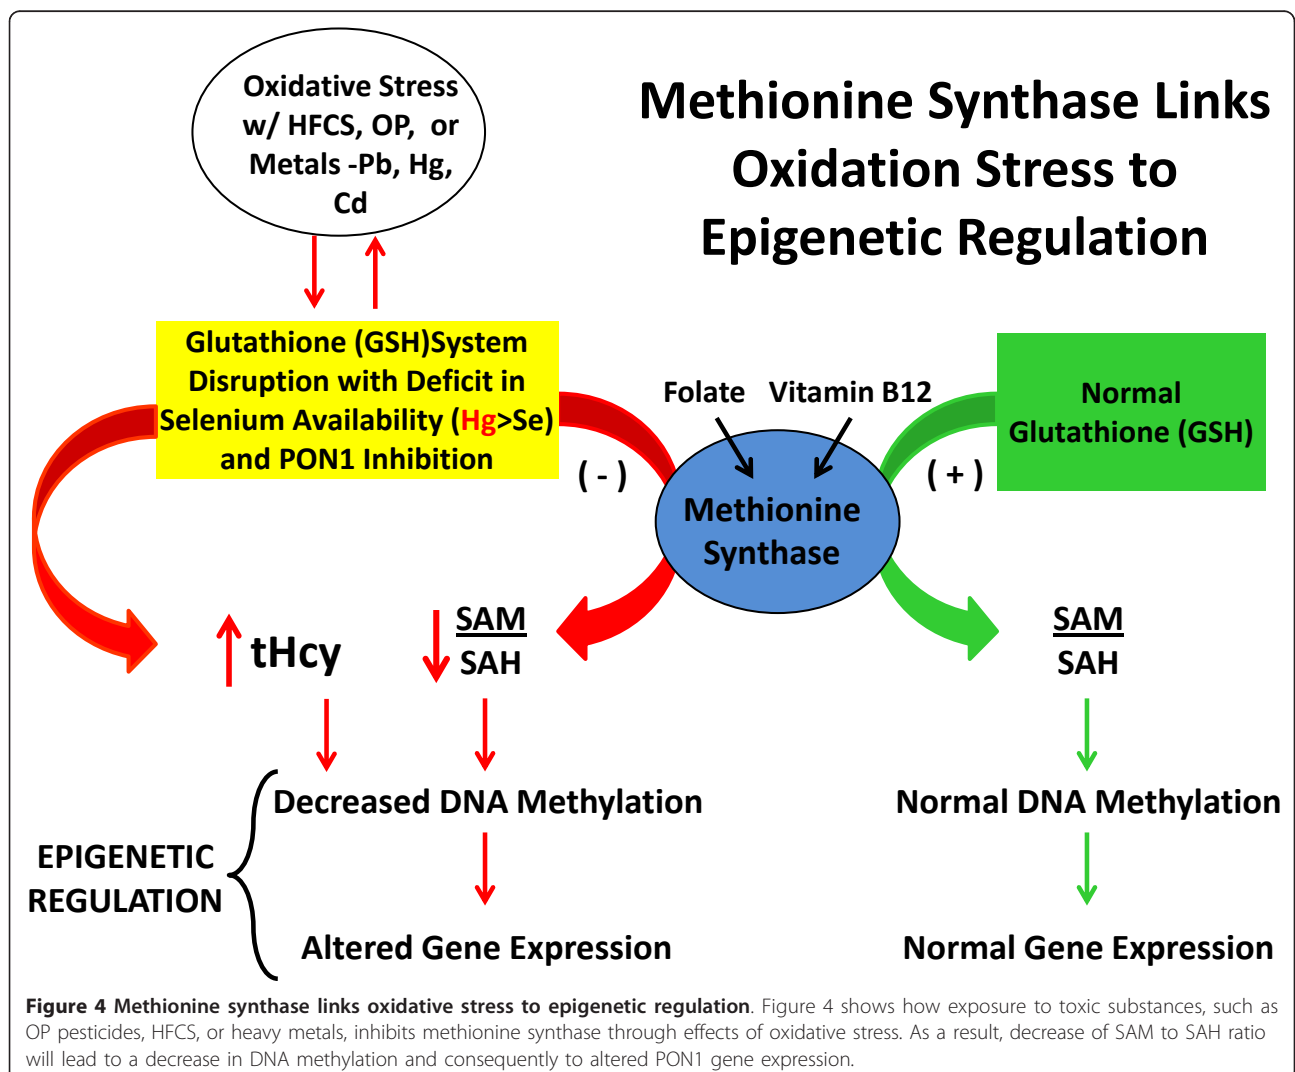 Oxidative Stress
w/ HFCS, OP, or
Metals -Pb, Hg,
Cd
Methionine Synthase Links
Oxidation Stress to
Epigenetic Regulation
Glutathione (GSH)System
Disruption with Deficit in
Selenium Availability (Hg>Se)
and PON1 Inhibition
( - )
Folate
Vitamin B12
Methionine
Synthase
( + )
Normal
Glutathione (GSH)
tHcy
SAM
SAH
SAM
SAH
Decreased DNA Methylation
Normal DNA Methylation
EPIGENETIC
REGULATION
Altered Gene Expression
Normal Gene Expression
Figure 4 Methionine synthase links oxidative stress to epigenetic regulation. Figure 4 shows how exposure to toxic substances, such as
OP pesticides, HFCS, or heavy metals, inhibits methionine synthase through effects of oxidative stress. As a result, decrease of SAM to SAH ratio
will lead to a decrease in DNA methylation and consequently to altered PON1 gene expression.